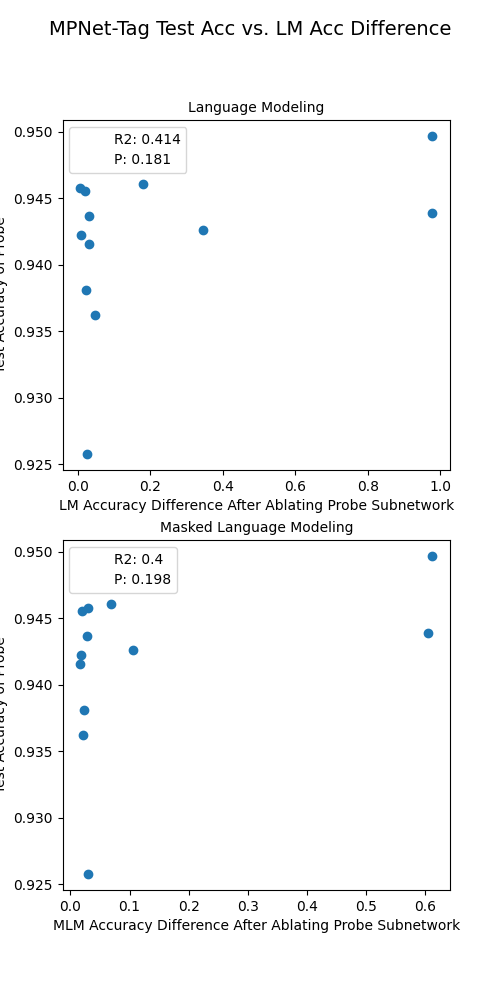 MPNet-Tag Test Acc vs. LM Acc Difference
Language Modeling
R2: 0.414
P: 0.181
0.950
0.945
0.940
0.935
0.930
0.925
Test Accuracy of Probe
0.0 0.2 0.4 0.6 0.8 1.0
LM Accuracy Difference After Ablating Probe Subnetwork
Masked Language Modeling
R2: 0.4
P: 0.198
0.950
0.945
0.940
0.935
0.930
0.925
Test Accuracy of Probe
0.0 0.1 0.2 0.3 0.4 0.5 0.6
MLM Accuracy Difference After Ablating Probe Subnetwork